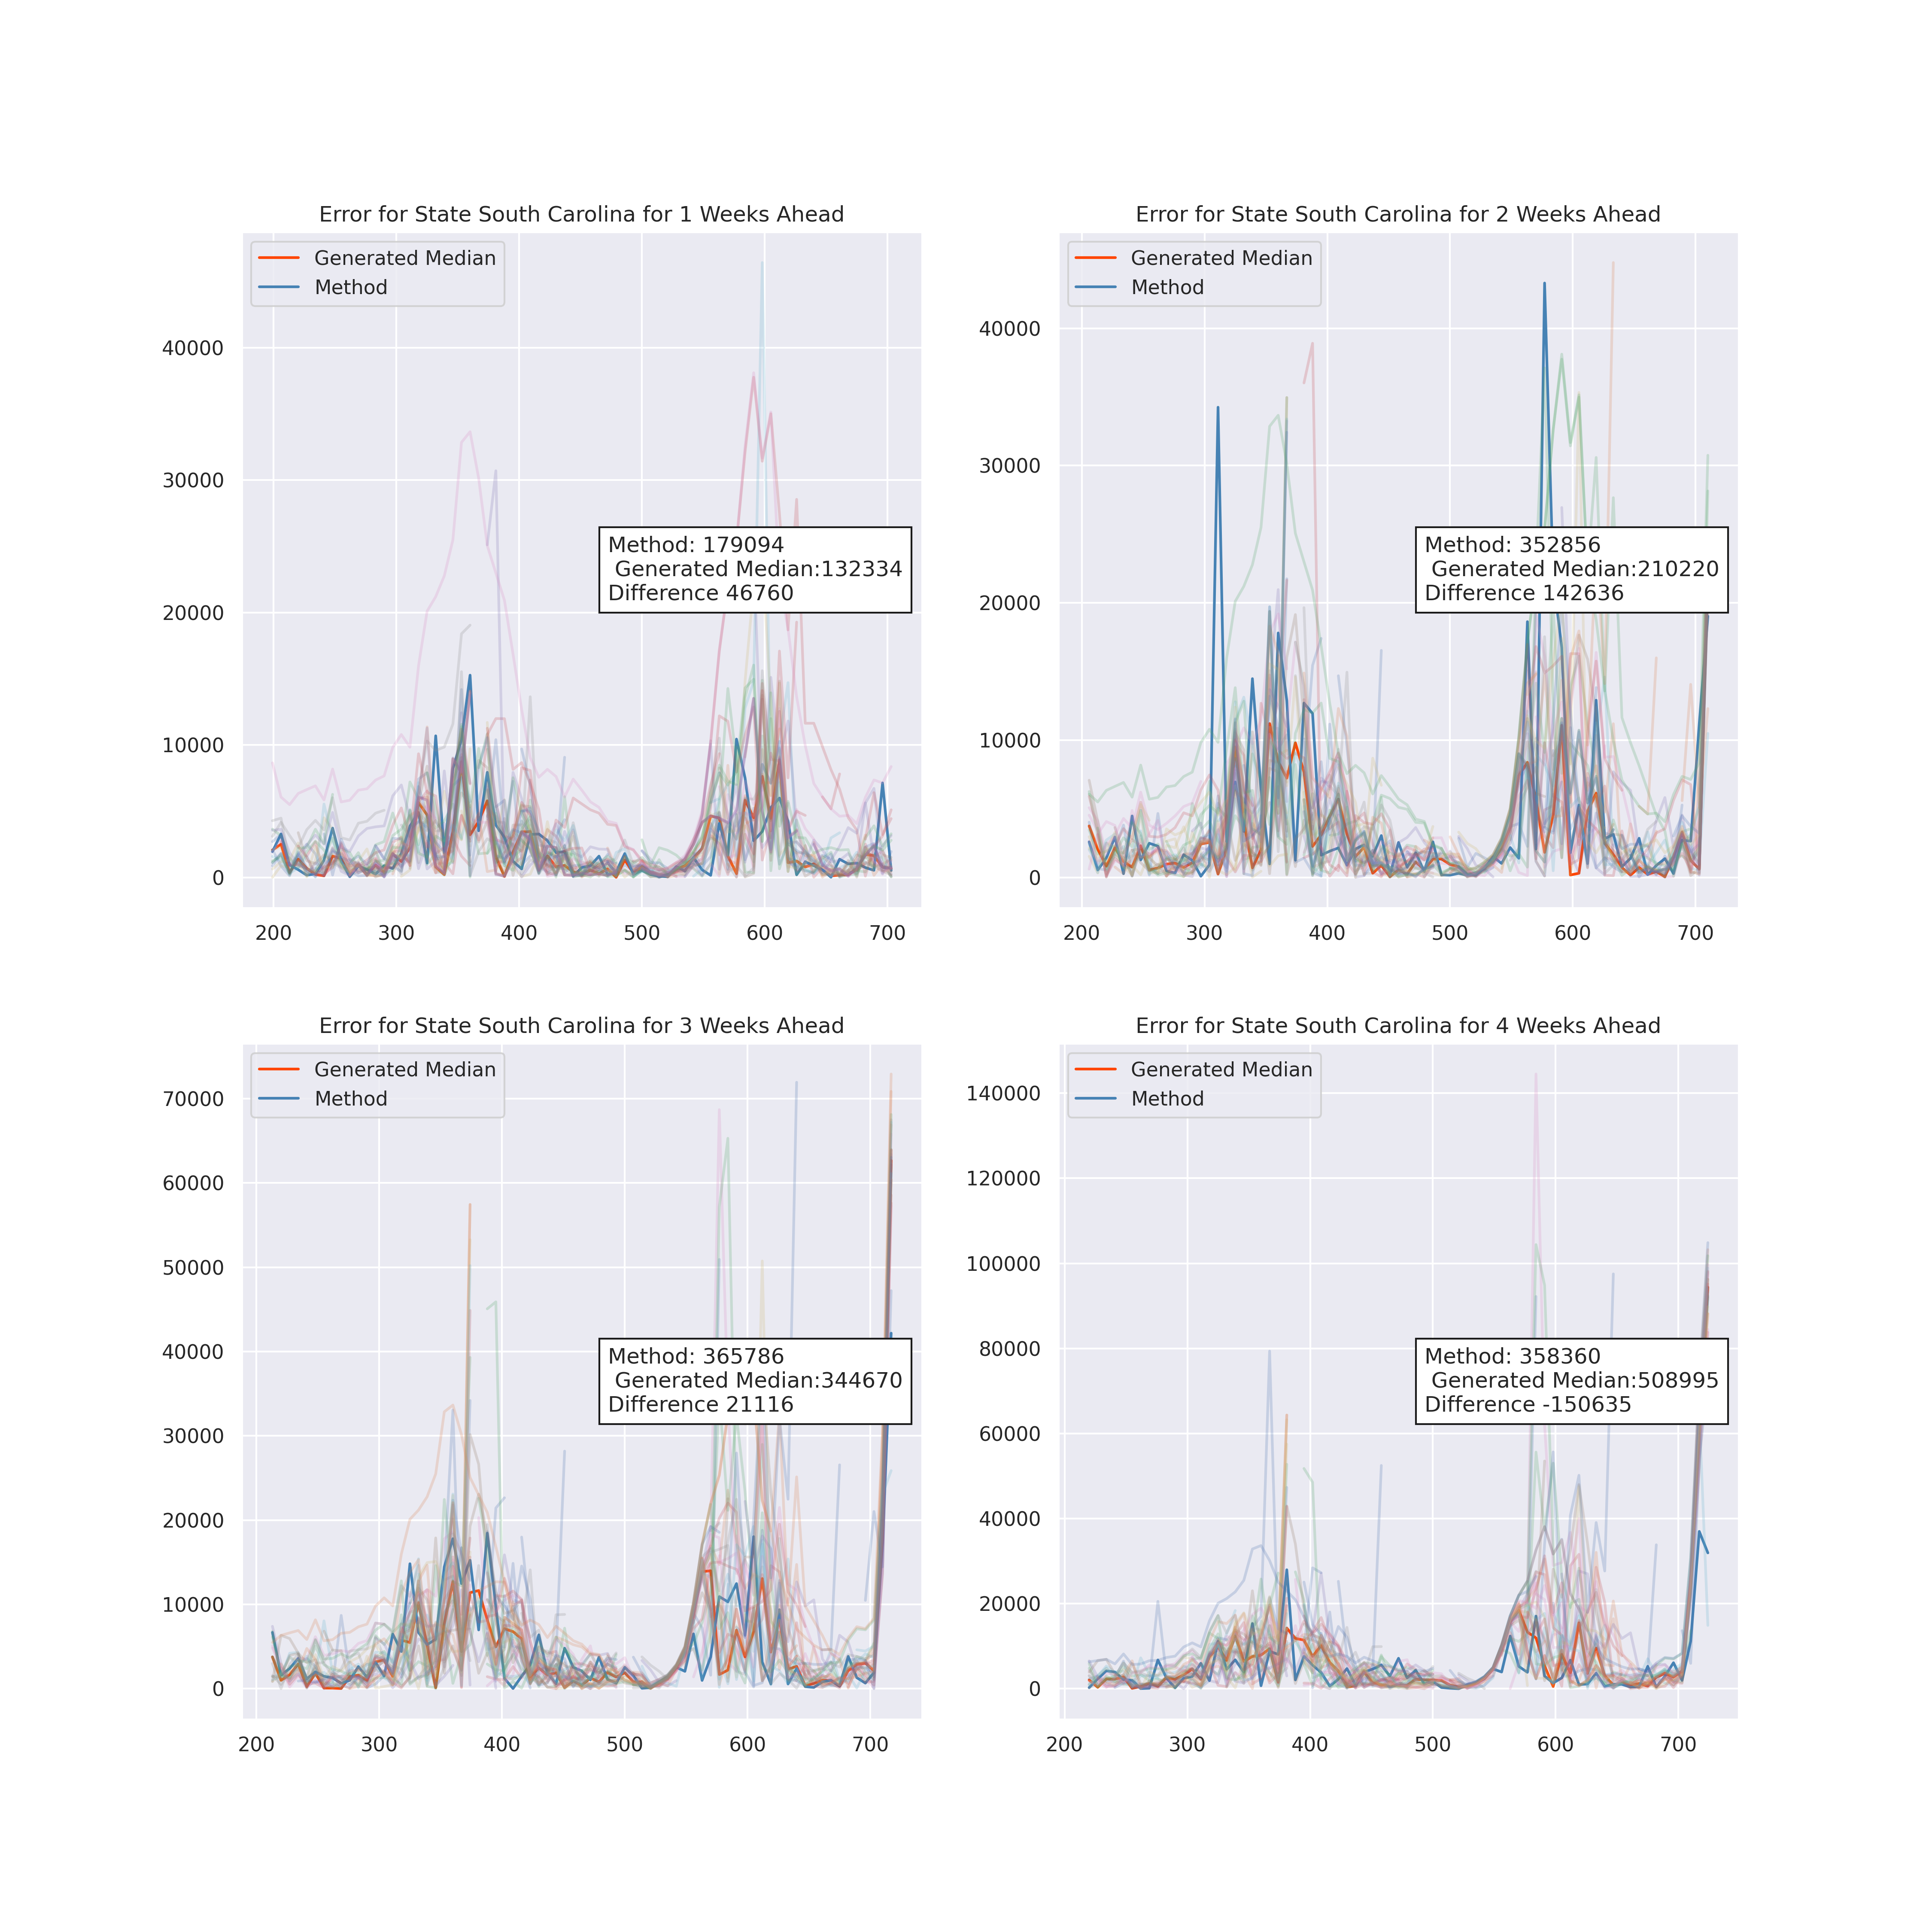 Error for State South Carolina for 1 Weeks Ahead
Generated Median
Method
40000
30000
20000
10000
0
Method: 179094
Generated Median:132334
Difference 46760
200 300 400 500 600 700
Error for State South Carolina for 2 Weeks Ahead
Generated Median
Method
40000
30000
20000
10000
0
Method: 352856
Generated Median:210220
Difference 142636
200 300 400 500 600 700
Error for State South Carolina for 3 Weeks Ahead
Generated Median
Method
70000
60000
50000
40000
30000
20000
10000
0
Method: 365786
Generated Median:344670
Difference 21116
200 300 400 500 600 700
Error for State South Carolina for 4 Weeks Ahead
Generated Median
Method
140000
120000
100000
80000
60000
40000
20000
0
Method: 358360
Generated Median:508995
Difference -150635
200 300 400 500 600 700